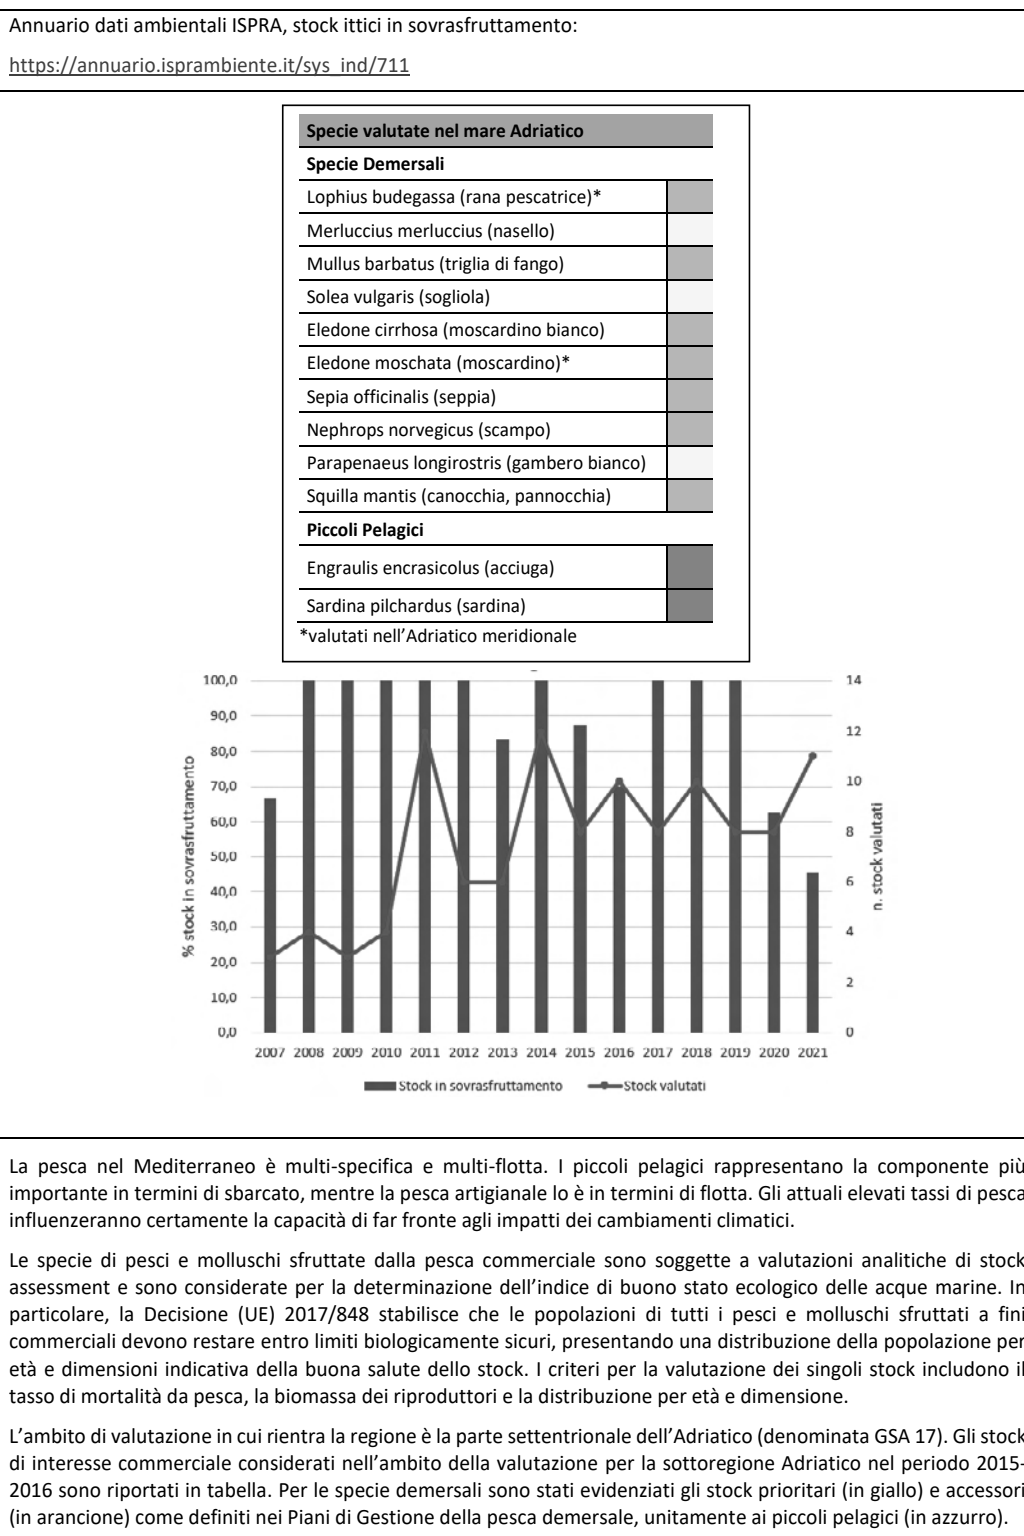 Annuario dati ambientali ISPRA, stock ittici in sovrasfruttamento:
https://annuario.isprambiente.it/sys_ind/711
Specie valutate nel mare Adriatico
Specie Demersali
Lophius budegassa (rana pescatrice)*
Merluccius merluccius (nasello)
Mullus barbatus (triglia di fango)
Solea vulgaris (sogliola)
Eledone cirrhosa (moscardino bianco)
Eledone moschata (moscardino)*
Sepia officinalis (seppia)
Nephrops norvegicus (scampo)
Parapenaeus longirostris (gambero bianco)
Squilla mantis (canocchia, pannocchia)
Piccoli Pelagici
Engraulis encrasicolus (acciuga)
Sardina pilchardus (sardina)
*valutati nell'Adriatico meridionale
100,0 14
90,0
80,0 12
70,0 10
60,0 8
50,0
40,0 6
30,0 4
20,0 2
10,0
0,0 0
% stock in sovrasfruttamento
n. stock valutati
2007 2008 2009 2010 2011 2012 2013 2014 2015 2016 2017 2018 2019 2020 2021
Stock in sovrasfruttamento Stock valutati
La pesca nel Mediterraneo è multi-specifica e multi-flotta. I piccoli pelagici rappresentano la componente più
importante in termini di sbarcato, mentre la pesca artigianale lo è in termini di flotta. Gli attuali elevati tassi di pesca
influenzeranno certamente la capacità di far fronte agli impatti dei cambiamenti climatici.
Le specie di pesci e molluschi sfruttate dalla pesca commerciale sono soggette a valutazioni analitiche di stock
assessment e sono considerate per la determinazione dell'indice di buono stato ecologico delle acque marine. In
particolare, la Decisione (UE) 2017/848 stabilisce che le popolazioni di tutti i pesci e molluschi sfruttati a fini
commerciali devono restare entro limiti biologicamente sicuri, presentando una distribuzione della popolazione per
età e dimensioni indicativa della buona salute dello stock. I criteri per la valutazione dei singoli stock includono il
tasso di mortalità da pesca, la biomassa dei riproduttori e la distribuzione per età e dimensione.
L'ambito di valutazione in cui rientra la regione è la parte settentrionale dell'Adriatico (denominata GSA 17). Gli stock
di interesse commerciale considerati nell'ambito della valutazione per la sottoregione Adriatico nel periodo 2015-
2016 sono riportati in tabella. Per le specie demersali sono stati evidenziati gli stock prioritari (in giallo) e accessori
(in arancione) come definiti nei Piani di Gestione della pesca demersale, unitamente ai piccoli pelagici (in azzurro).